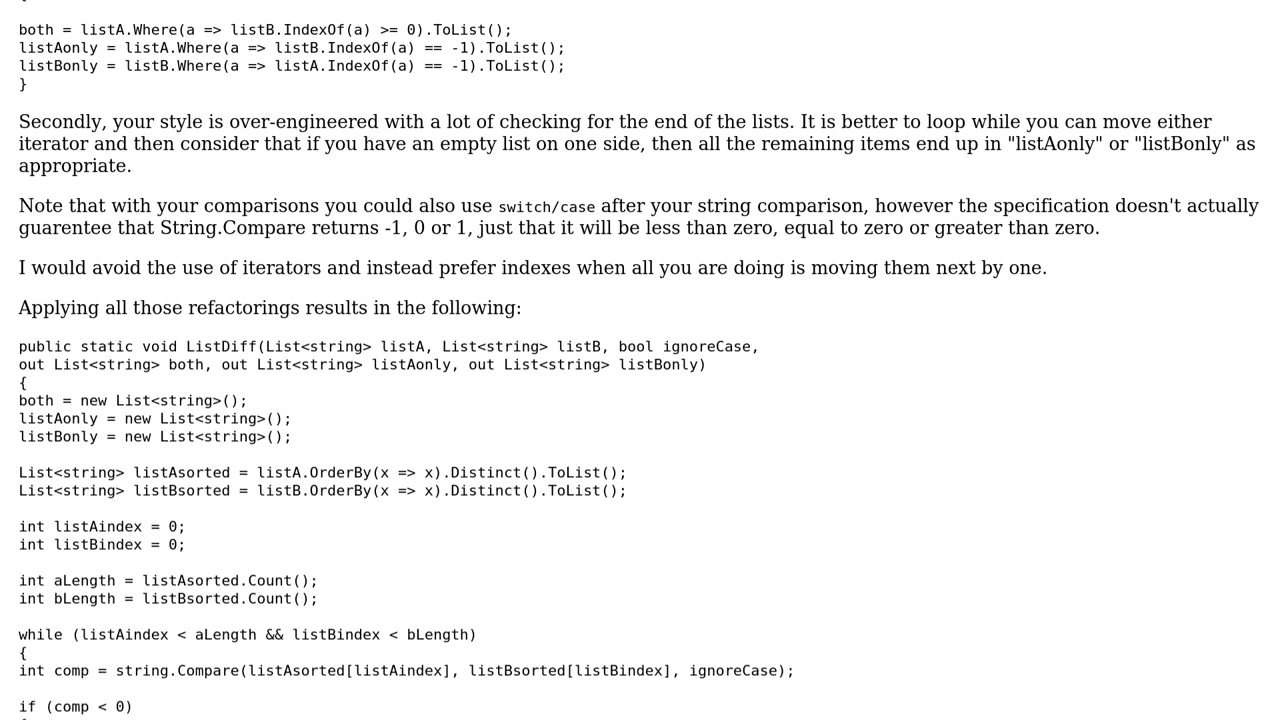 both = listA.Where(a => listB.IndexOf(a) >= 0).ToList();
listAonly = listA.Where(a => listB.IndexOf(a) == -1).ToList();
listBonly = listB.Where(a => listA.IndexOf(a) == -1).ToList();
}
Secondly, your style is over-engineered with a lot of checking for the end of the lists. It is better to loop while you can move either
iterator and then consider that if you have an empty list on one side, then all the remaining items end up in "listAonly" or "listBonly" as
appropriate.
Note that with your comparisons you could also use switch/case after your string comparison, however the specification doesn't actually
guarentee that String.Compare returns -1, 0 or 1, just that it will be less than zero, equal to zero or greater than zero.
I would avoid the use of iterators and instead prefer indexes when all you are doing is moving them next by one.
Applying all those refactorings results in the following:
public static void ListDiff(List<string> listA, List<string> listB, bool ignoreCase,
out List<string> both, out List<string> listAonly, out List<string> listBonly)
{
both = new List<string>();
listAonly = new List<string>();
listBonly = new List<string>();
List<string> listAsorted = listA.OrderBy(x => x).Distinct().ToList();
List<string> listBsorted = listB.OrderBy(x => x).Distinct().ToList();
int listAindex = 0;
int listBindex = 0;
int aLength = listAsorted.Count();
int bLength = listBsorted.Count();
while (listAindex < aLength && listBindex < bLength)
{
int comp = string.Compare(listAsorted[listAindex], listBsorted[listBindex], ignoreCase);
if (comp < 0)